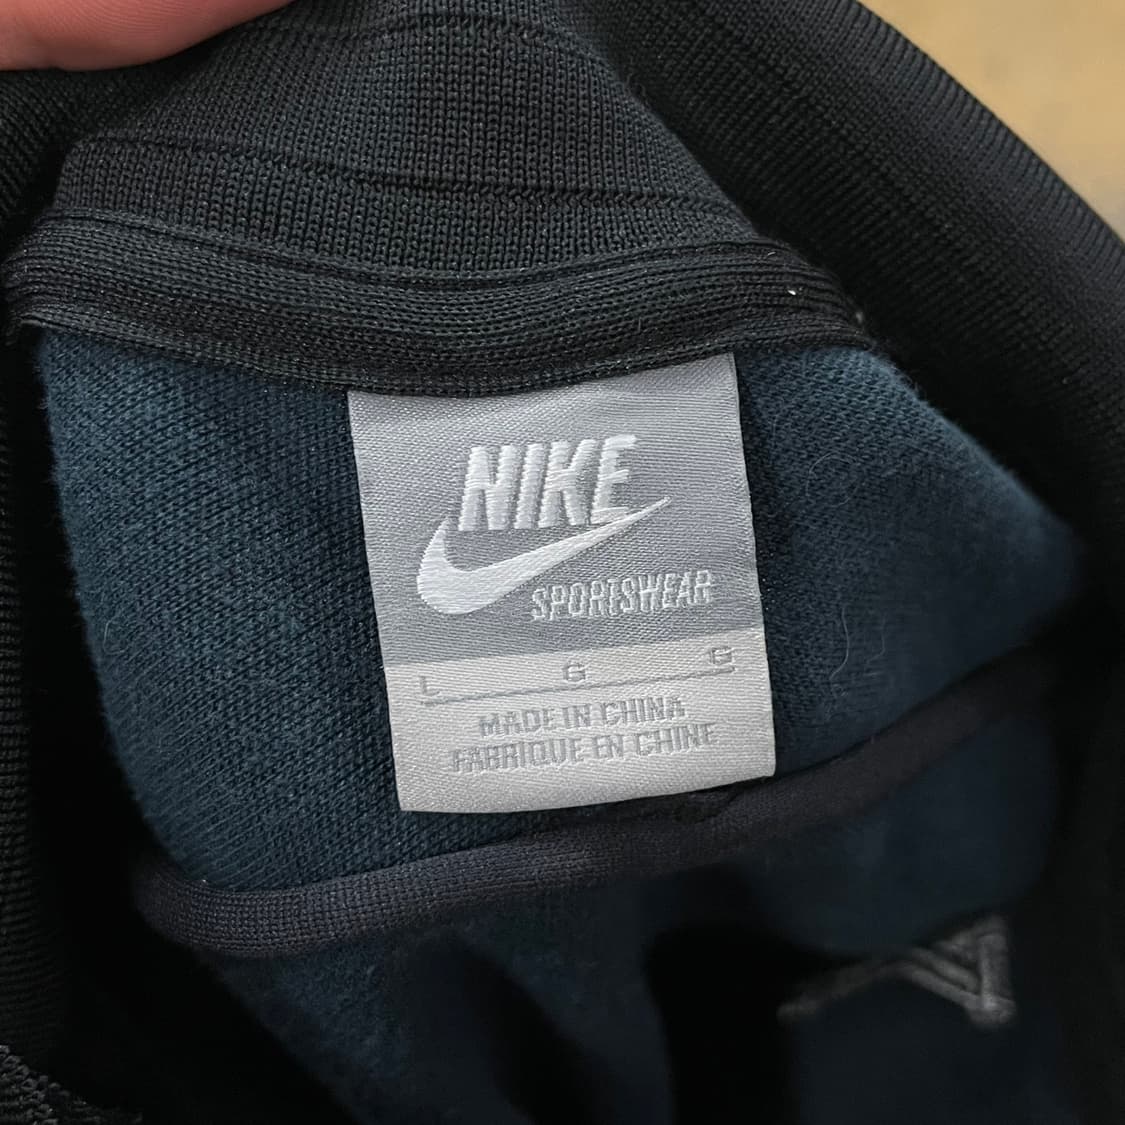 NIKE
SPORTSWEAR
L G G
MADE IN CHINA
FABRIQUE EN CHINE